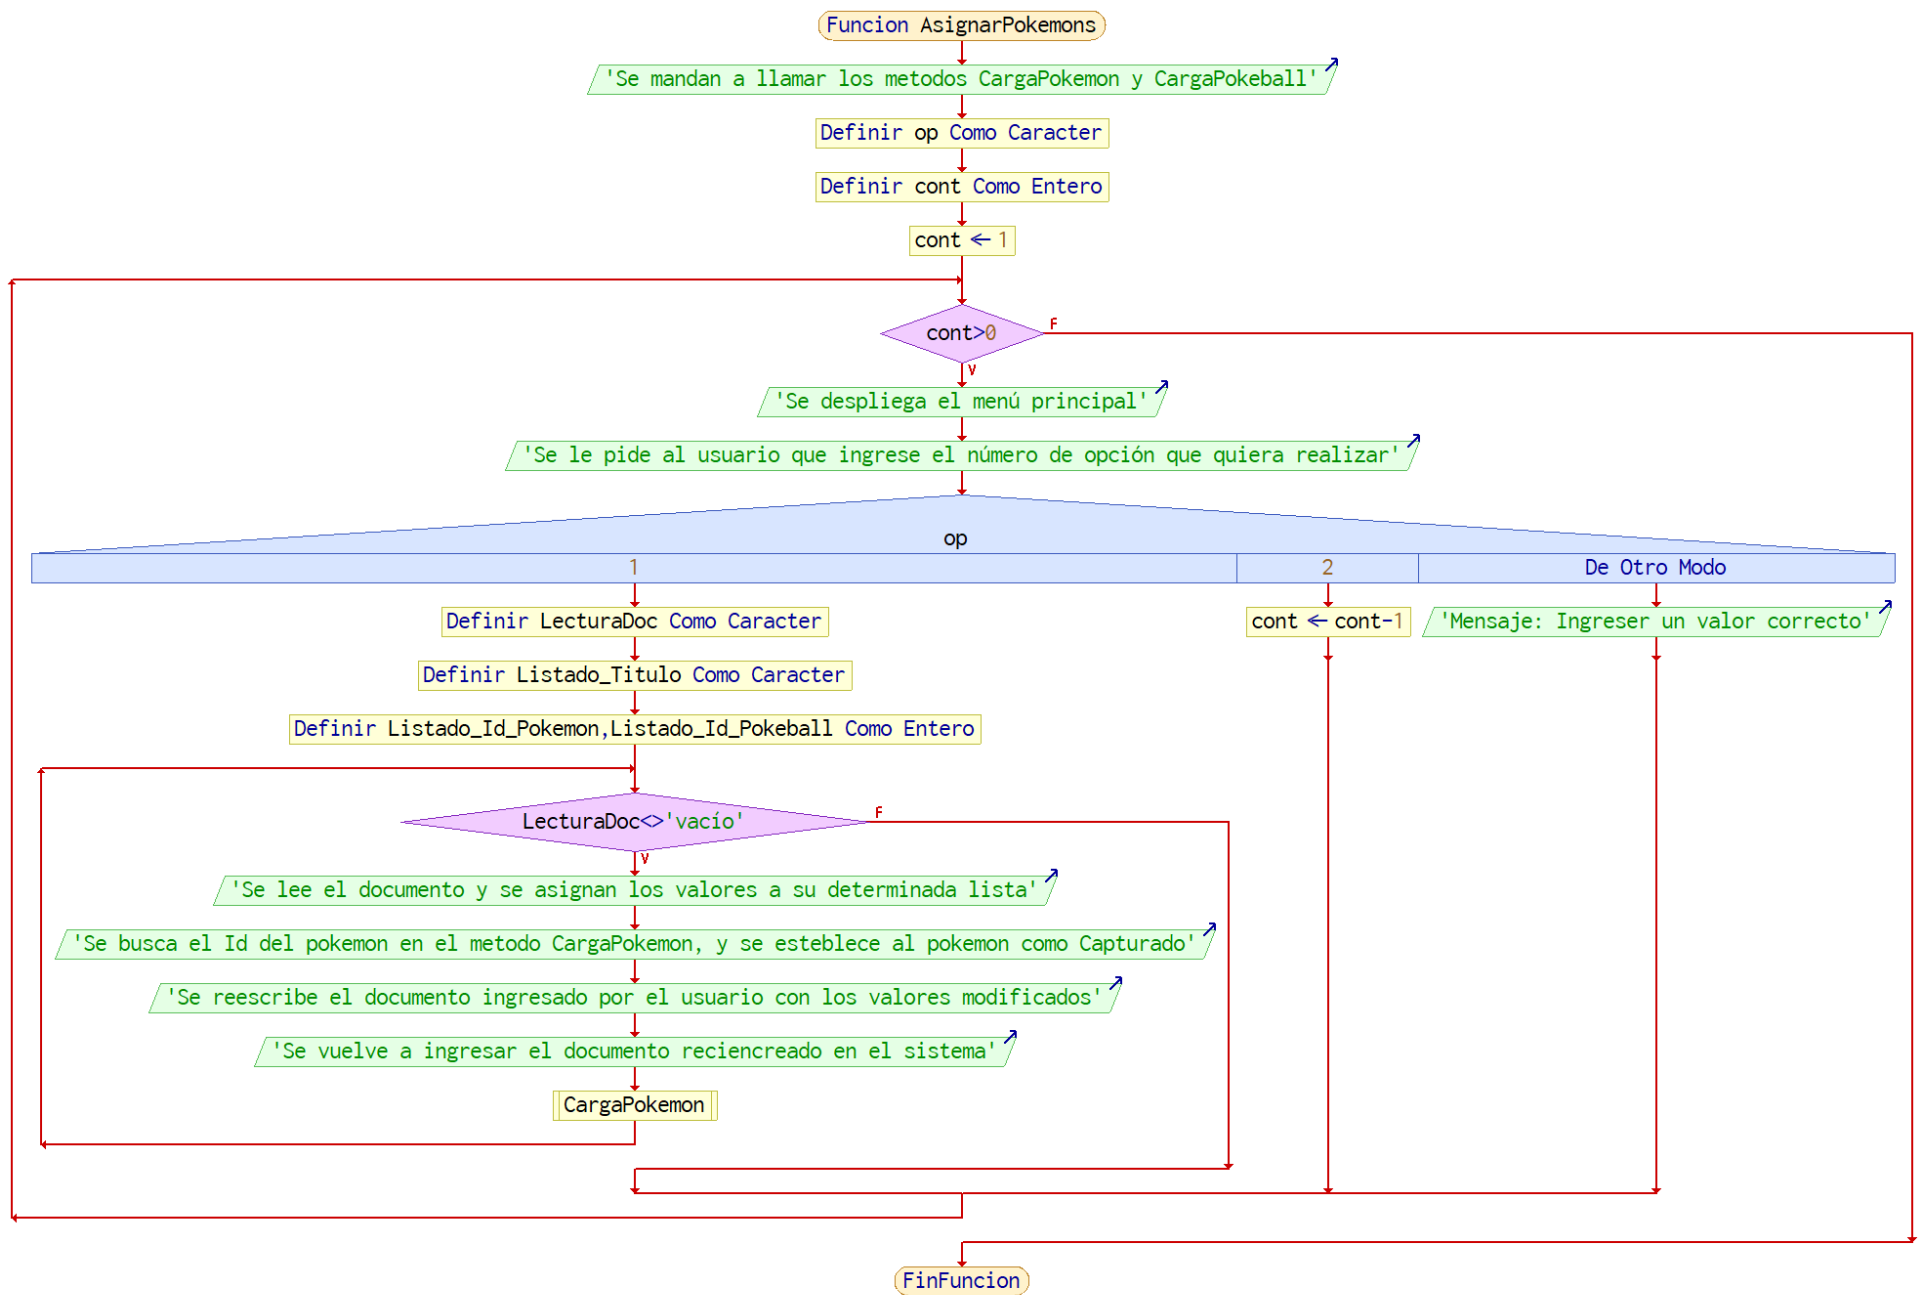 Funcion AsignarPokemons
'Se mandan a llamar los metodos CargaPokemon y CargaPokeball'
Definir op Como Caracter
Definir cont Como Entero
cont ← 1
cont>0
F
V
'Se despliega el menú principal'
'Se le pide al usuario que ingrese el número de opción que quiera realizar'
op
1
2
De Otro Modo
Definir LecturaDoc Como Caracter
cont ← cont-1
'Mensaje: Ingreser un valor correcto'
Definir Listado_Titulo Como Caracter
Definir Listado_Id_Pokemon,Listado_Id_Pokeball Como Entero
LecturaDoc<>'vacío'
F
V
'Se lee el documento y se asignan los valores a su determinada lista'
'Se busca el Id del pokemon en el metodo CargaPokemon, y se esteblece al pokemon como Capturado'
'Se reescribe el documento ingresado por el usuario con los valores modificados'
'Se vuelve a ingresar el documento reciencreado en el sistema'
CargaPokemon
FinFuncion